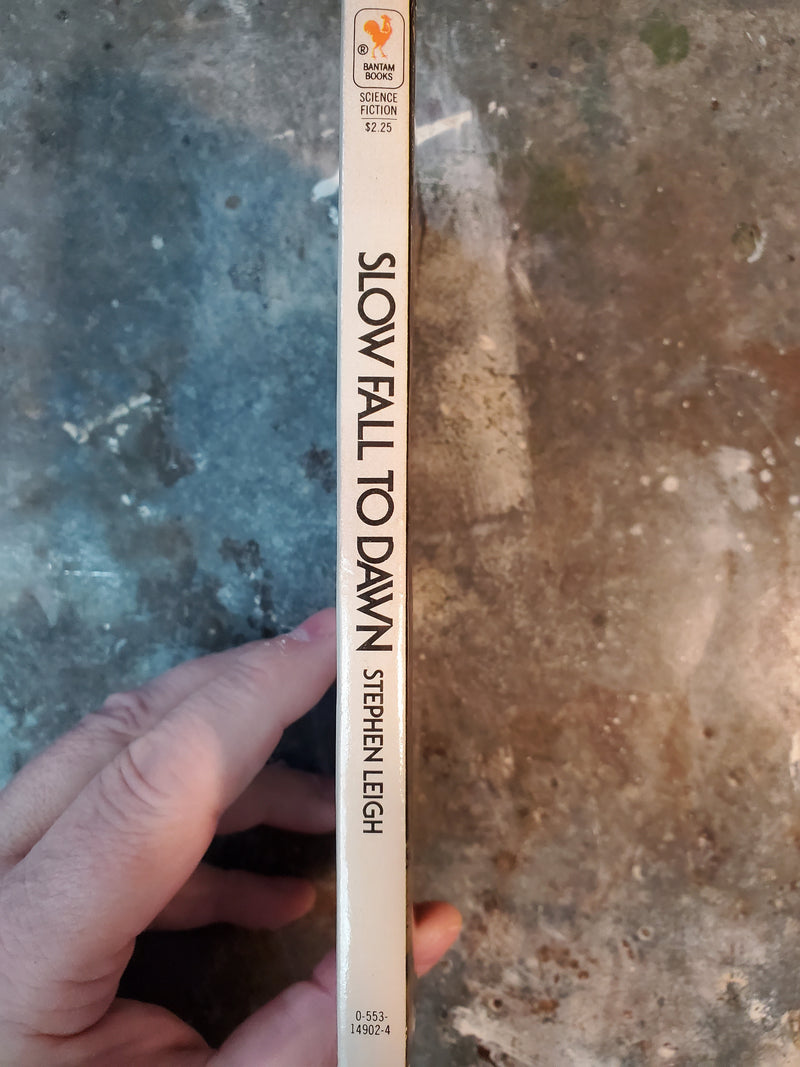 ®
BANTAM
BOOKS
SCIENCE
FICTION
$2.25
SLOW FALL TO DAWN
STEPHEN LEIGH
0-553-
14902-4